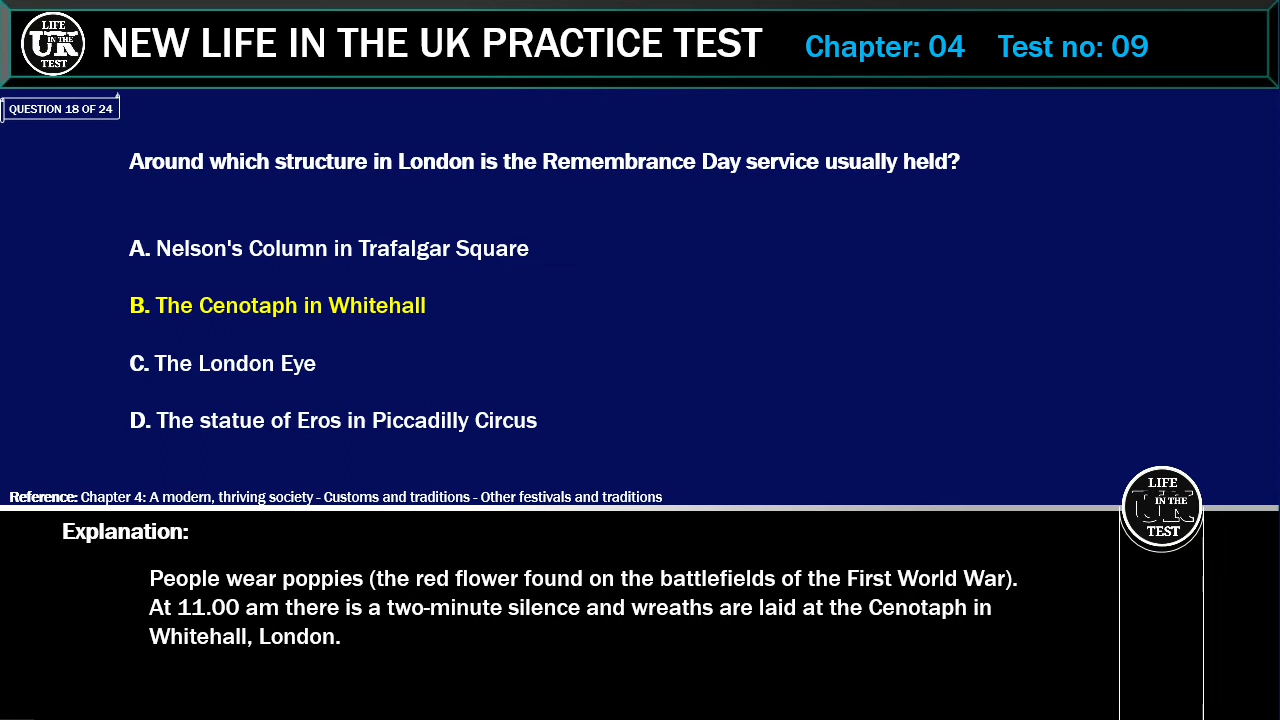 LIFE
IN THE
UK
TEST
NEW LIFE IN THE UK PRACTICE TEST
Chapter: 04
Test no: 09
QUESTION 18 OF 24
Around which structure in London is the Remembrance Day service usually held?
A. Nelson's Column in Trafalgar Square
B. The Cenotaph in Whitehall
C. The London Eye
D. The statue of Eros in Piccadilly Circus
Reference: Chapter 4: A modern, thriving society - Customs and traditions - Other festivals and traditions
LIFE
IN THE
UK
TEST
Explanation:
People wear poppies (the red flower found on the battlefields of the First World War).
At 11.00 am there is a two-minute silence and wreaths are laid at the Cenotaph in
Whitehall, London.